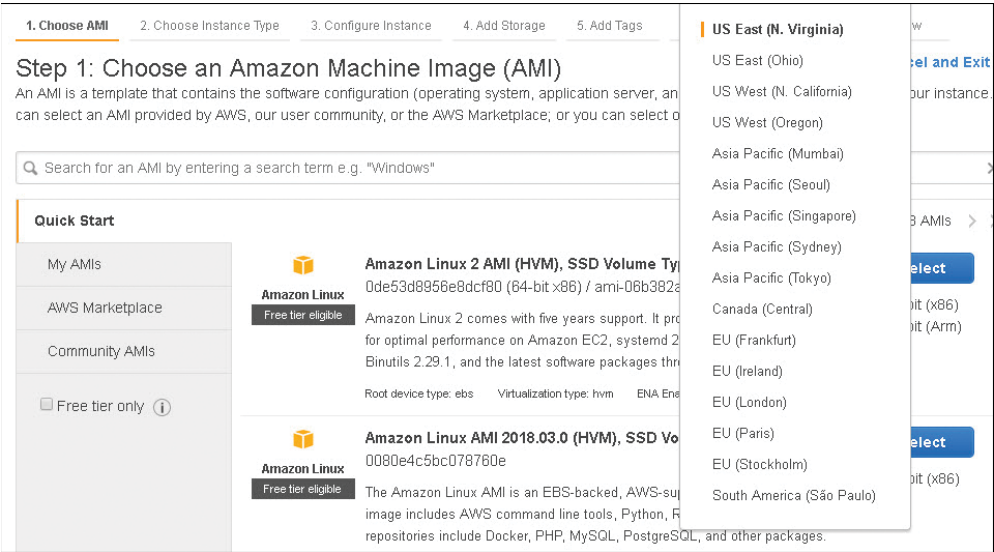 1. Choose AMI 2. Choose Instance Type 3. Configure Instance 4. Add Storage 5. Add Tags
Step 1: Choose an Amazon Machine Image (AMI)
An AMI is a template that contains the software configuration (operating system, application server, an
our instance.
can select an AMI provided by AWS, our user community, or the AWS Marketplace; or you can select o
Search for an AMI by entering a search term e.g. "Windows"
Quick Start
My AMIs
AWS Marketplace
Community AMIs
Free tier only
Amazon Linux
Free tier eligible
Amazon Linux 2 AMI (HVM), SSD Volume Ty
0de53d8956e8dcf80 (64-bit x86) / ami-06b382a
Amazon Linux 2 comes with five years support. It pro
for optimal performance on Amazon EC2, systemd 2
Binutils 2.29.1, and the latest software packages thr
Root device type: ebs Virtualization type: hvm ENA Ena
Amazon Linux
Free tier eligible
Amazon Linux AMI 2018.03.0 (HVM), SSD Vo
0080e4c5bc078760e
The Amazon Linux AMI is an EBS-backed, AWS-su
image includes AWS command line tools, Python, R
repositories include Docker, PHP, MySQL, PostgreSQL, and other packages.
US East (N. Virginia)
US East (Ohio)
US West (N. California)
US West (Oregon)
Asia Pacific (Mumbai)
Asia Pacific (Seoul)
Asia Pacific (Singapore)
Asia Pacific (Sydney)
Asia Pacific (Tokyo)
Canada (Central)
EU (Frankfurt)
EU (Ireland)
EU (London)
EU (Paris)
EU (Stockholm)
South America (São Paulo)
w
cel and Exit
AMIs
elect
bit (x86)
bit (Arm)
elect
bit (x86)